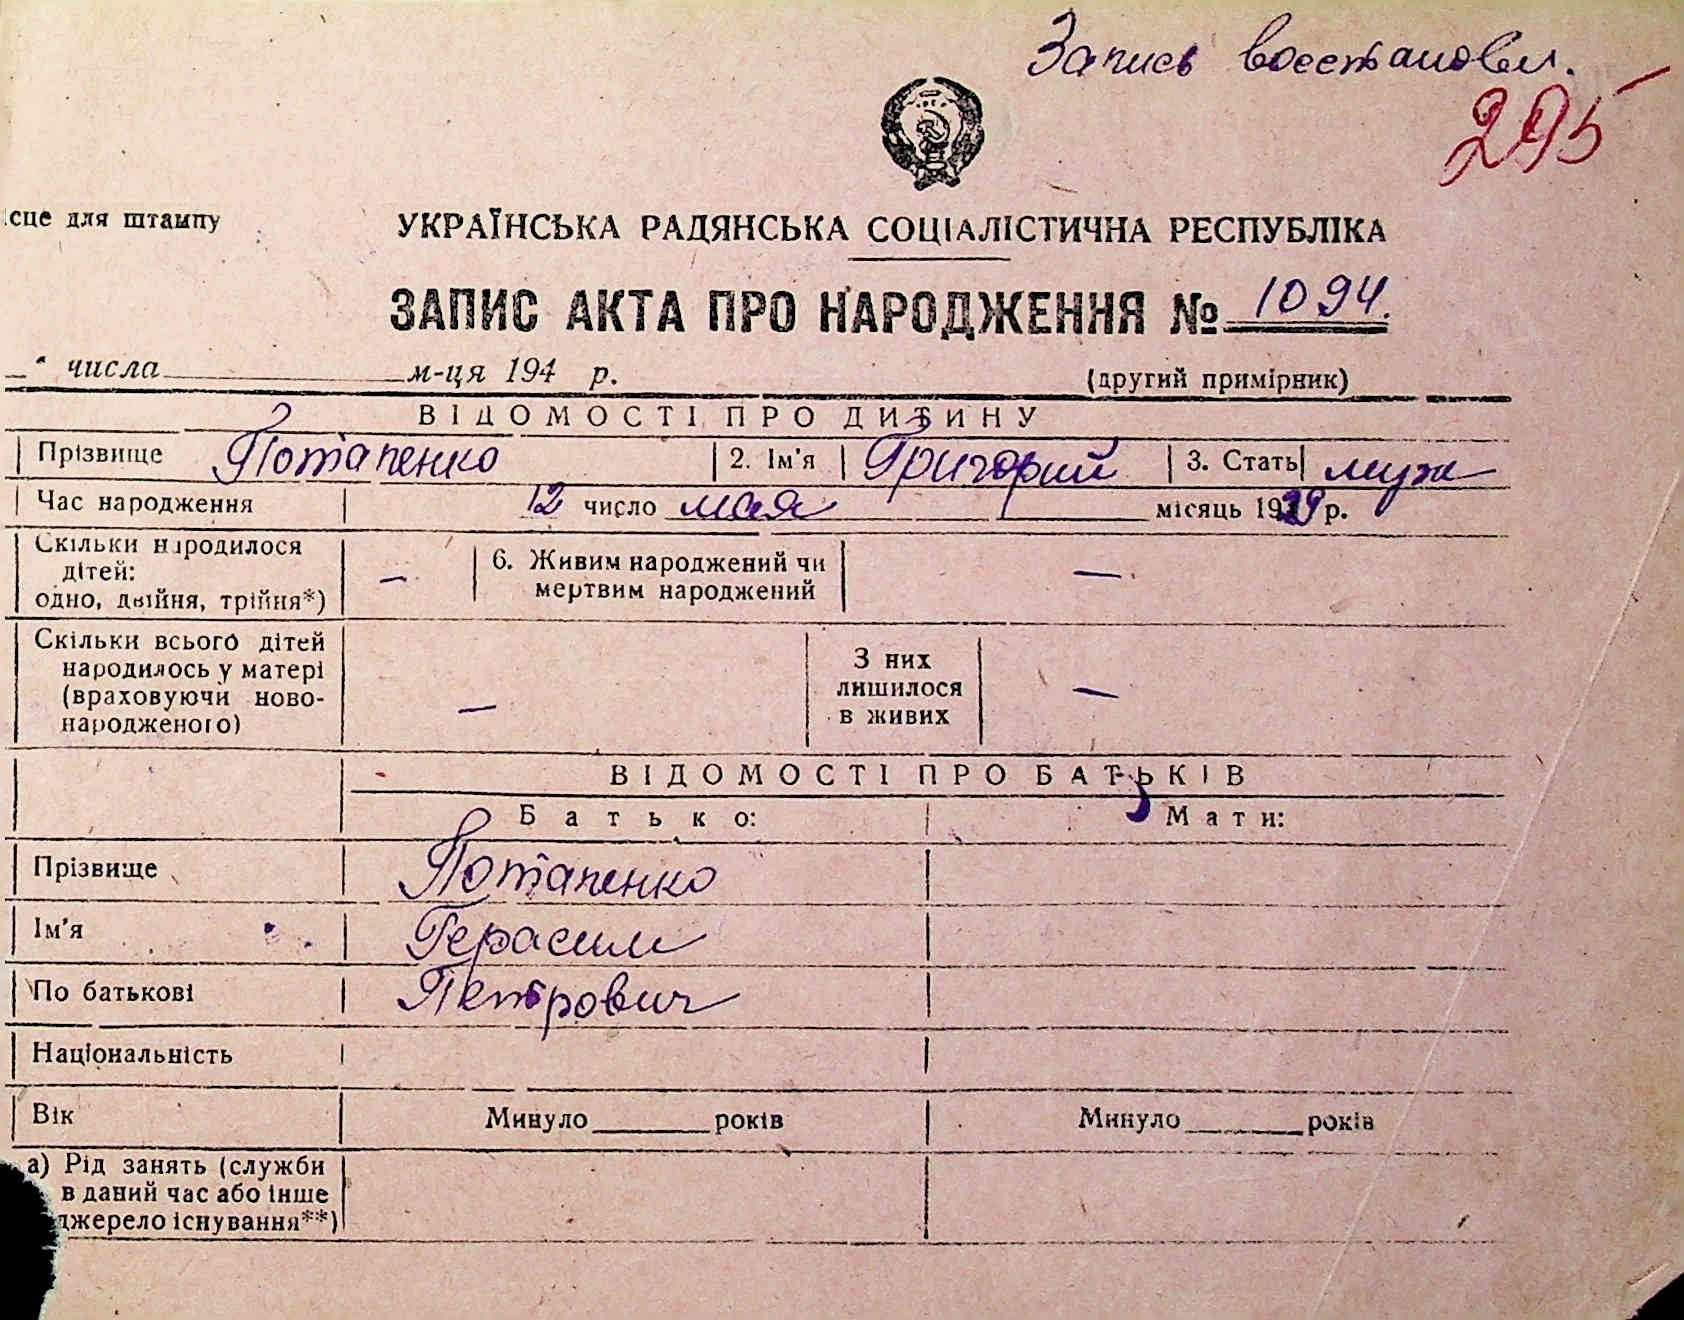 Запись восстановл.
295
ісце для штампу
УКРАЇНСЬКА РАДЯНСЬКА СОЦІАЛІСТИЧНА РЕСПУБЛІКА
ЗАПИС АКТА ПРО НАРОДЖЕННЯ № 1094.
числа м-ця 194 р.
(другий примірник)
ВІДОМОСТІ ПРО ДИТИНУ
Прізвище Потапенко 2. Ім'я Григорий 3. Стать муж
Час народження 12 число мая місяць 1929 р.
Скільки народилося дітей: одно, двійня, трійня*) — 6. Живим народжений чи мертвим народжений —
Скільки всього дітей народилось у матері (враховуючи ново-народженого) — З них лишилося в живих —
ВІДОМОСТІ ПРО БАТЬКІВ
Батько: Мати:
Прізвище Потапенко
Ім'я Герасим
По батькові Петрович
Національність
Вік Минуло років Минуло років
а) Рід занять (служби
в даний час або інше
джерело існування**)